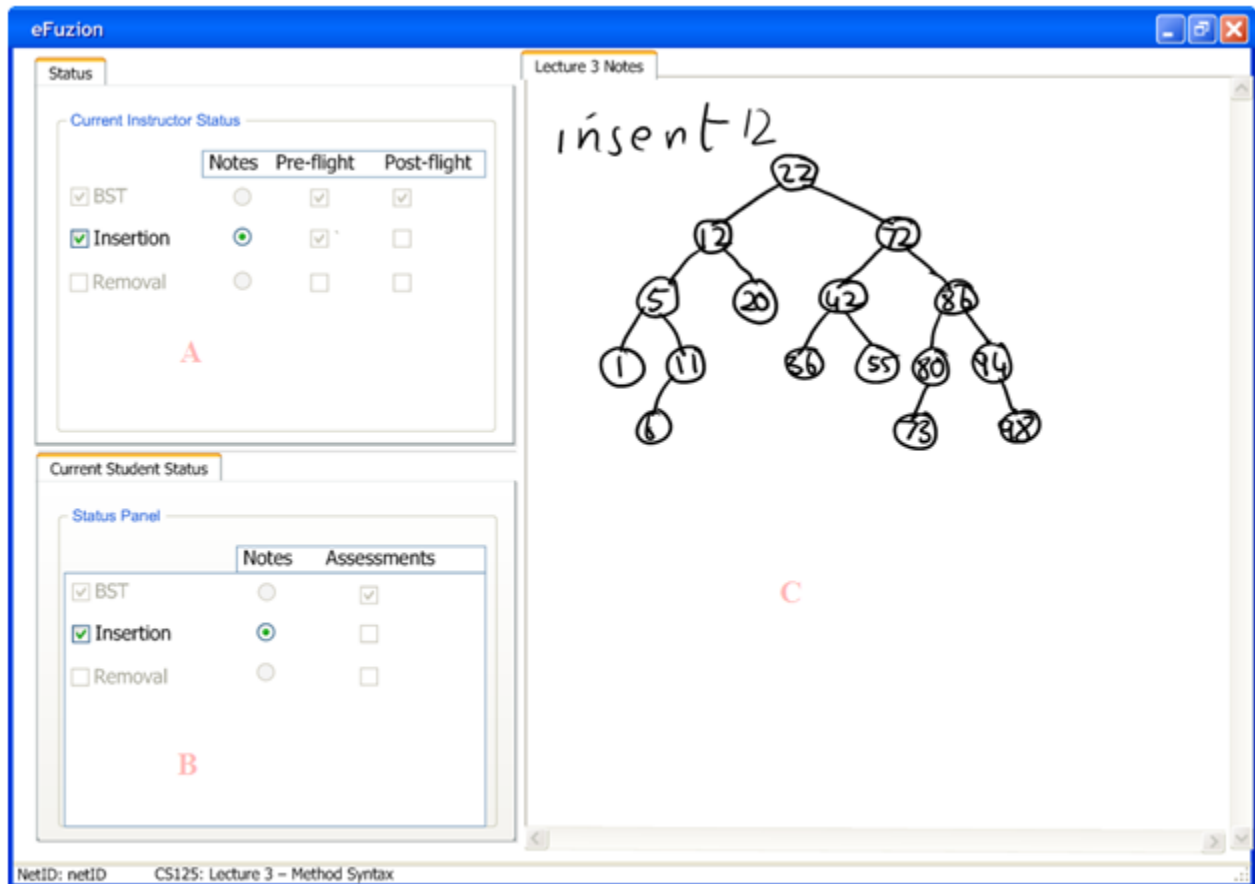 eFuzion
Status
Current Instructor Status
Notes Pre-flight Post-flight
BST
Insertion
Removal
A
Current Student Status
Status Panel
Notes Assessments
BST
Insertion
Removal
B
Lecture 3 Notes
insert 12
22
12 72
5 20 42 86
1 11 36 55 80 94
6 73 98
C
NetID: netID CS125: Lecture 3 – Method Syntax